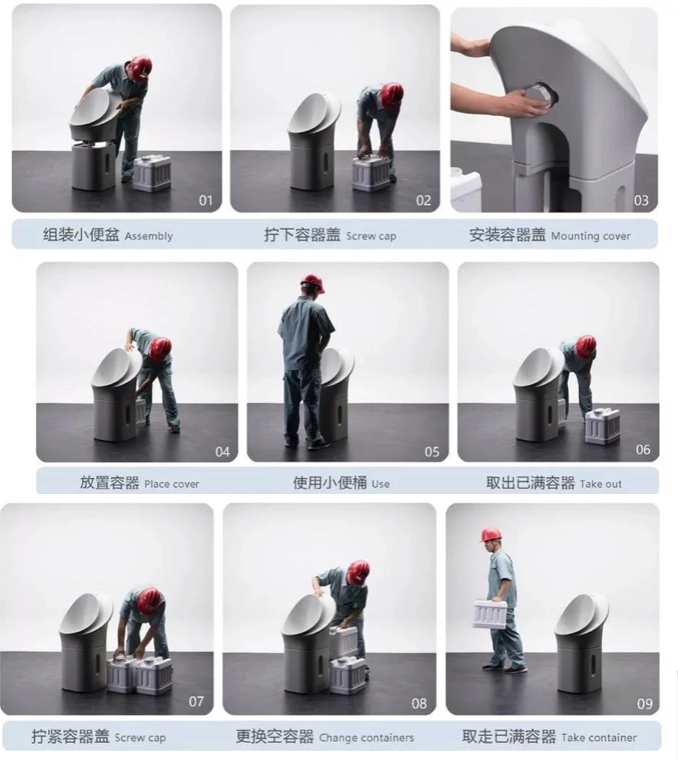 01
02
03
组装小便盆 Assembly
拧下容器盖 Screw cap
安装容器盖 Mounting cover
04
05
06
放置容器 Place cover
使用小便桶 Use
取出已满容器 Take out
07
08
09
拧紧容器盖 Screw cap
更换空容器 Change containers
取走已满容器 Take container